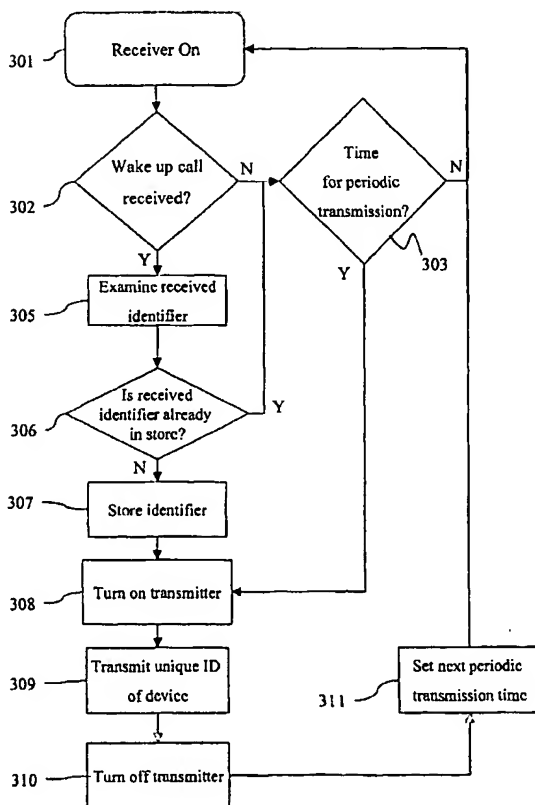 301
Receiver On
302
Wake up call
received?
N
Y
Time
for periodic
transmission?
N
Y
303
305
Examine received
identifier
306
Is received
identifier already
in store?
Y
N
307
Store identifier
308
Turn on transmitter
309
Transmit unique ID
of device
311
Set next periodic
transmission time
310
Turn off transmitter